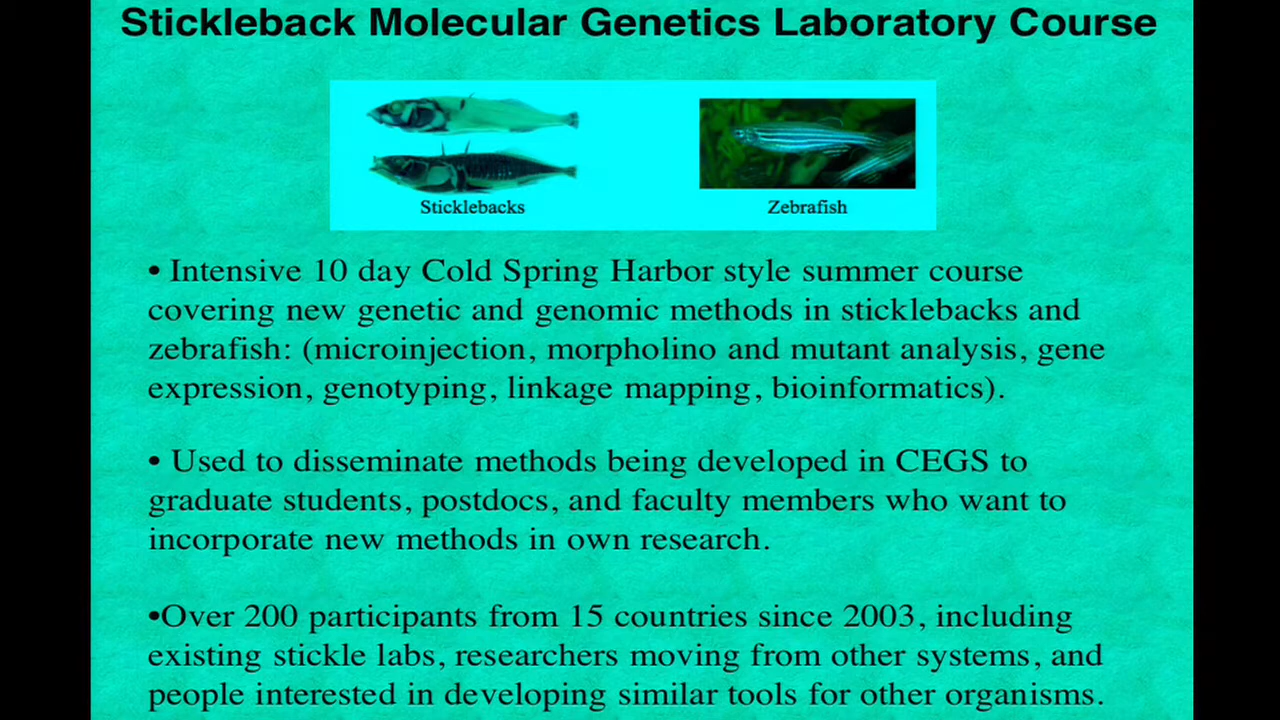 Stickleback Molecular Genetics Laboratory Course
Sticklebacks
Zebrafish
• Intensive 10 day Cold Spring Harbor style summer course
covering new genetic and genomic methods in sticklebacks and
zebrafish: (microinjection, morpholino and mutant analysis, gene
expression, genotyping, linkage mapping, bioinformatics).
• Used to disseminate methods being developed in CEGS to
graduate students, postdocs, and faculty members who want to
incorporate new methods in own research.
•Over 200 participants from 15 countries since 2003, including
existing stickle labs, researchers moving from other systems, and
people interested in developing similar tools for other organisms.